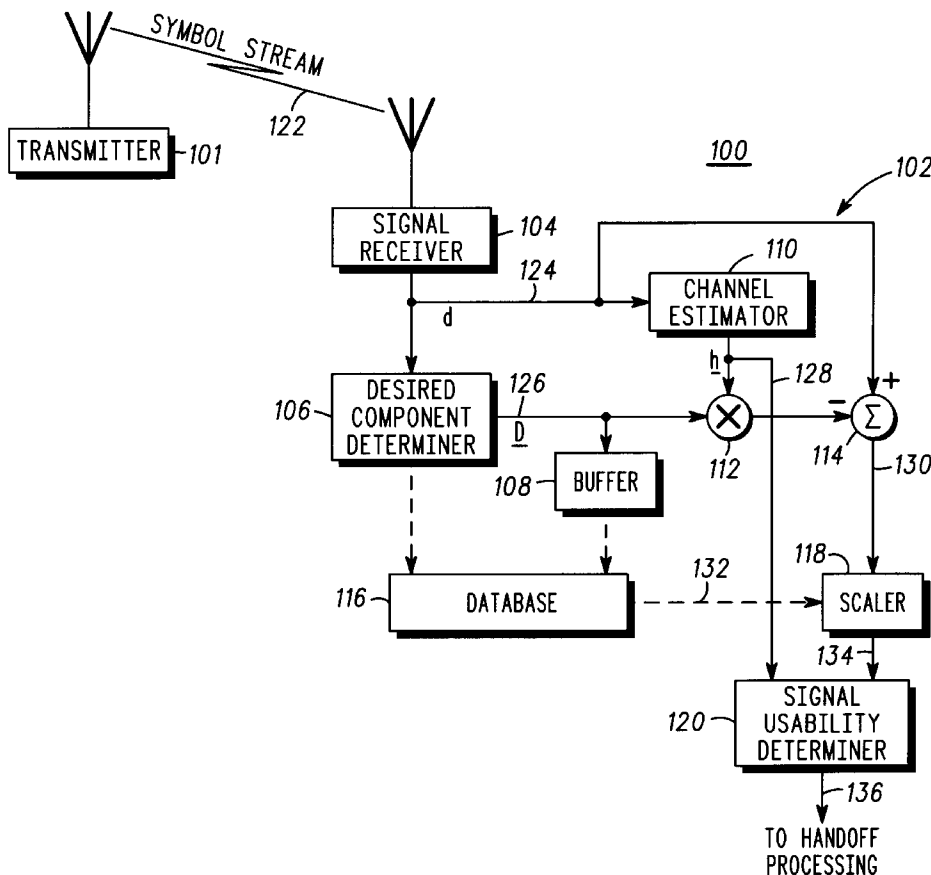 SYMBOL STREAM
122
TRANSMITTER
101
100
102
SIGNAL
RECEIVER
104
110
124
CHANNEL
ESTIMATOR
d
h
128
+
106
DESIRED
COMPONENT
DETERMINER
126
D
X
112
−
Σ
114
130
108
BUFFER
118
116
DATABASE
132
SCALER
134
120
SIGNAL
USABILITY
DETERMINER
136
TO HANDOFF
PROCESSING